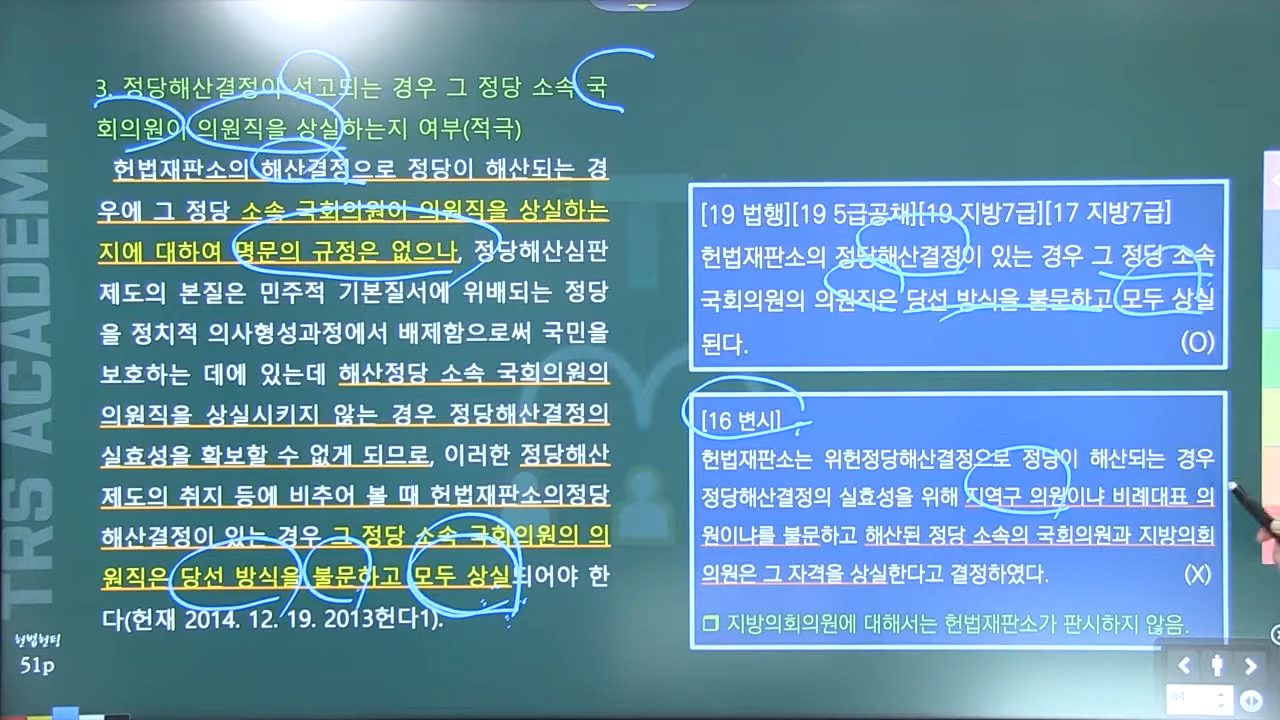 TRS ACADEMY
3. 정당해산결정이 선고되는 경우 그 정당 소속 국
회의원이 의원직을 상실하는지 여부(적극)
헌법재판소의 해산결정으로 정당이 해산되는 경
우에 그 정당 소속 국회의원이 의원직을 상실하는
지에 대하여 명문의 규정은 없으나, 정당해산심판
제도의 본질은 민주적 기본질서에 위배되는 정당
을 정치적 의사형성과정에서 배제함으로써 국민을
보호하는 데에 있는데 해산정당 소속 국회의원의
의원직을 상실시키지 않는 경우 정당해산결정의
실효성을 확보할 수 없게 되므로, 이러한 정당해산
제도의 취지 등에 비추어 볼 때 헌법재판소의정당
해산결정이 있는 경우 그 정당 소속 국회의원의 의
원직은 당선 방식을 불문하고 모두 상실되어야 한
다(헌재 2014. 12. 19. 2013헌다1).
헌법헌팅
51p
[19 법행][19 5급공채][19 지방7급][17 지방7급]
헌법재판소의 정당해산결정이 있는 경우 그 정당 소속
국회의원의 의원직은 당선 방식을 불문하고 모두 상실
된다. (O)
[16 변시]
헌법재판소는 위헌정당해산결정으로 정당이 해산되는 경우
정당해산결정의 실효성을 위해 지역구 의원이냐 비례대표 의
원이냐를 불문하고 해산된 정당 소속의 국회의원과 지방의회
의원은 그 자격을 상실한다고 결정하였다. (X)
❒ 지방의회의원에 대해서는 헌법재판소가 판시하지 않음.
84